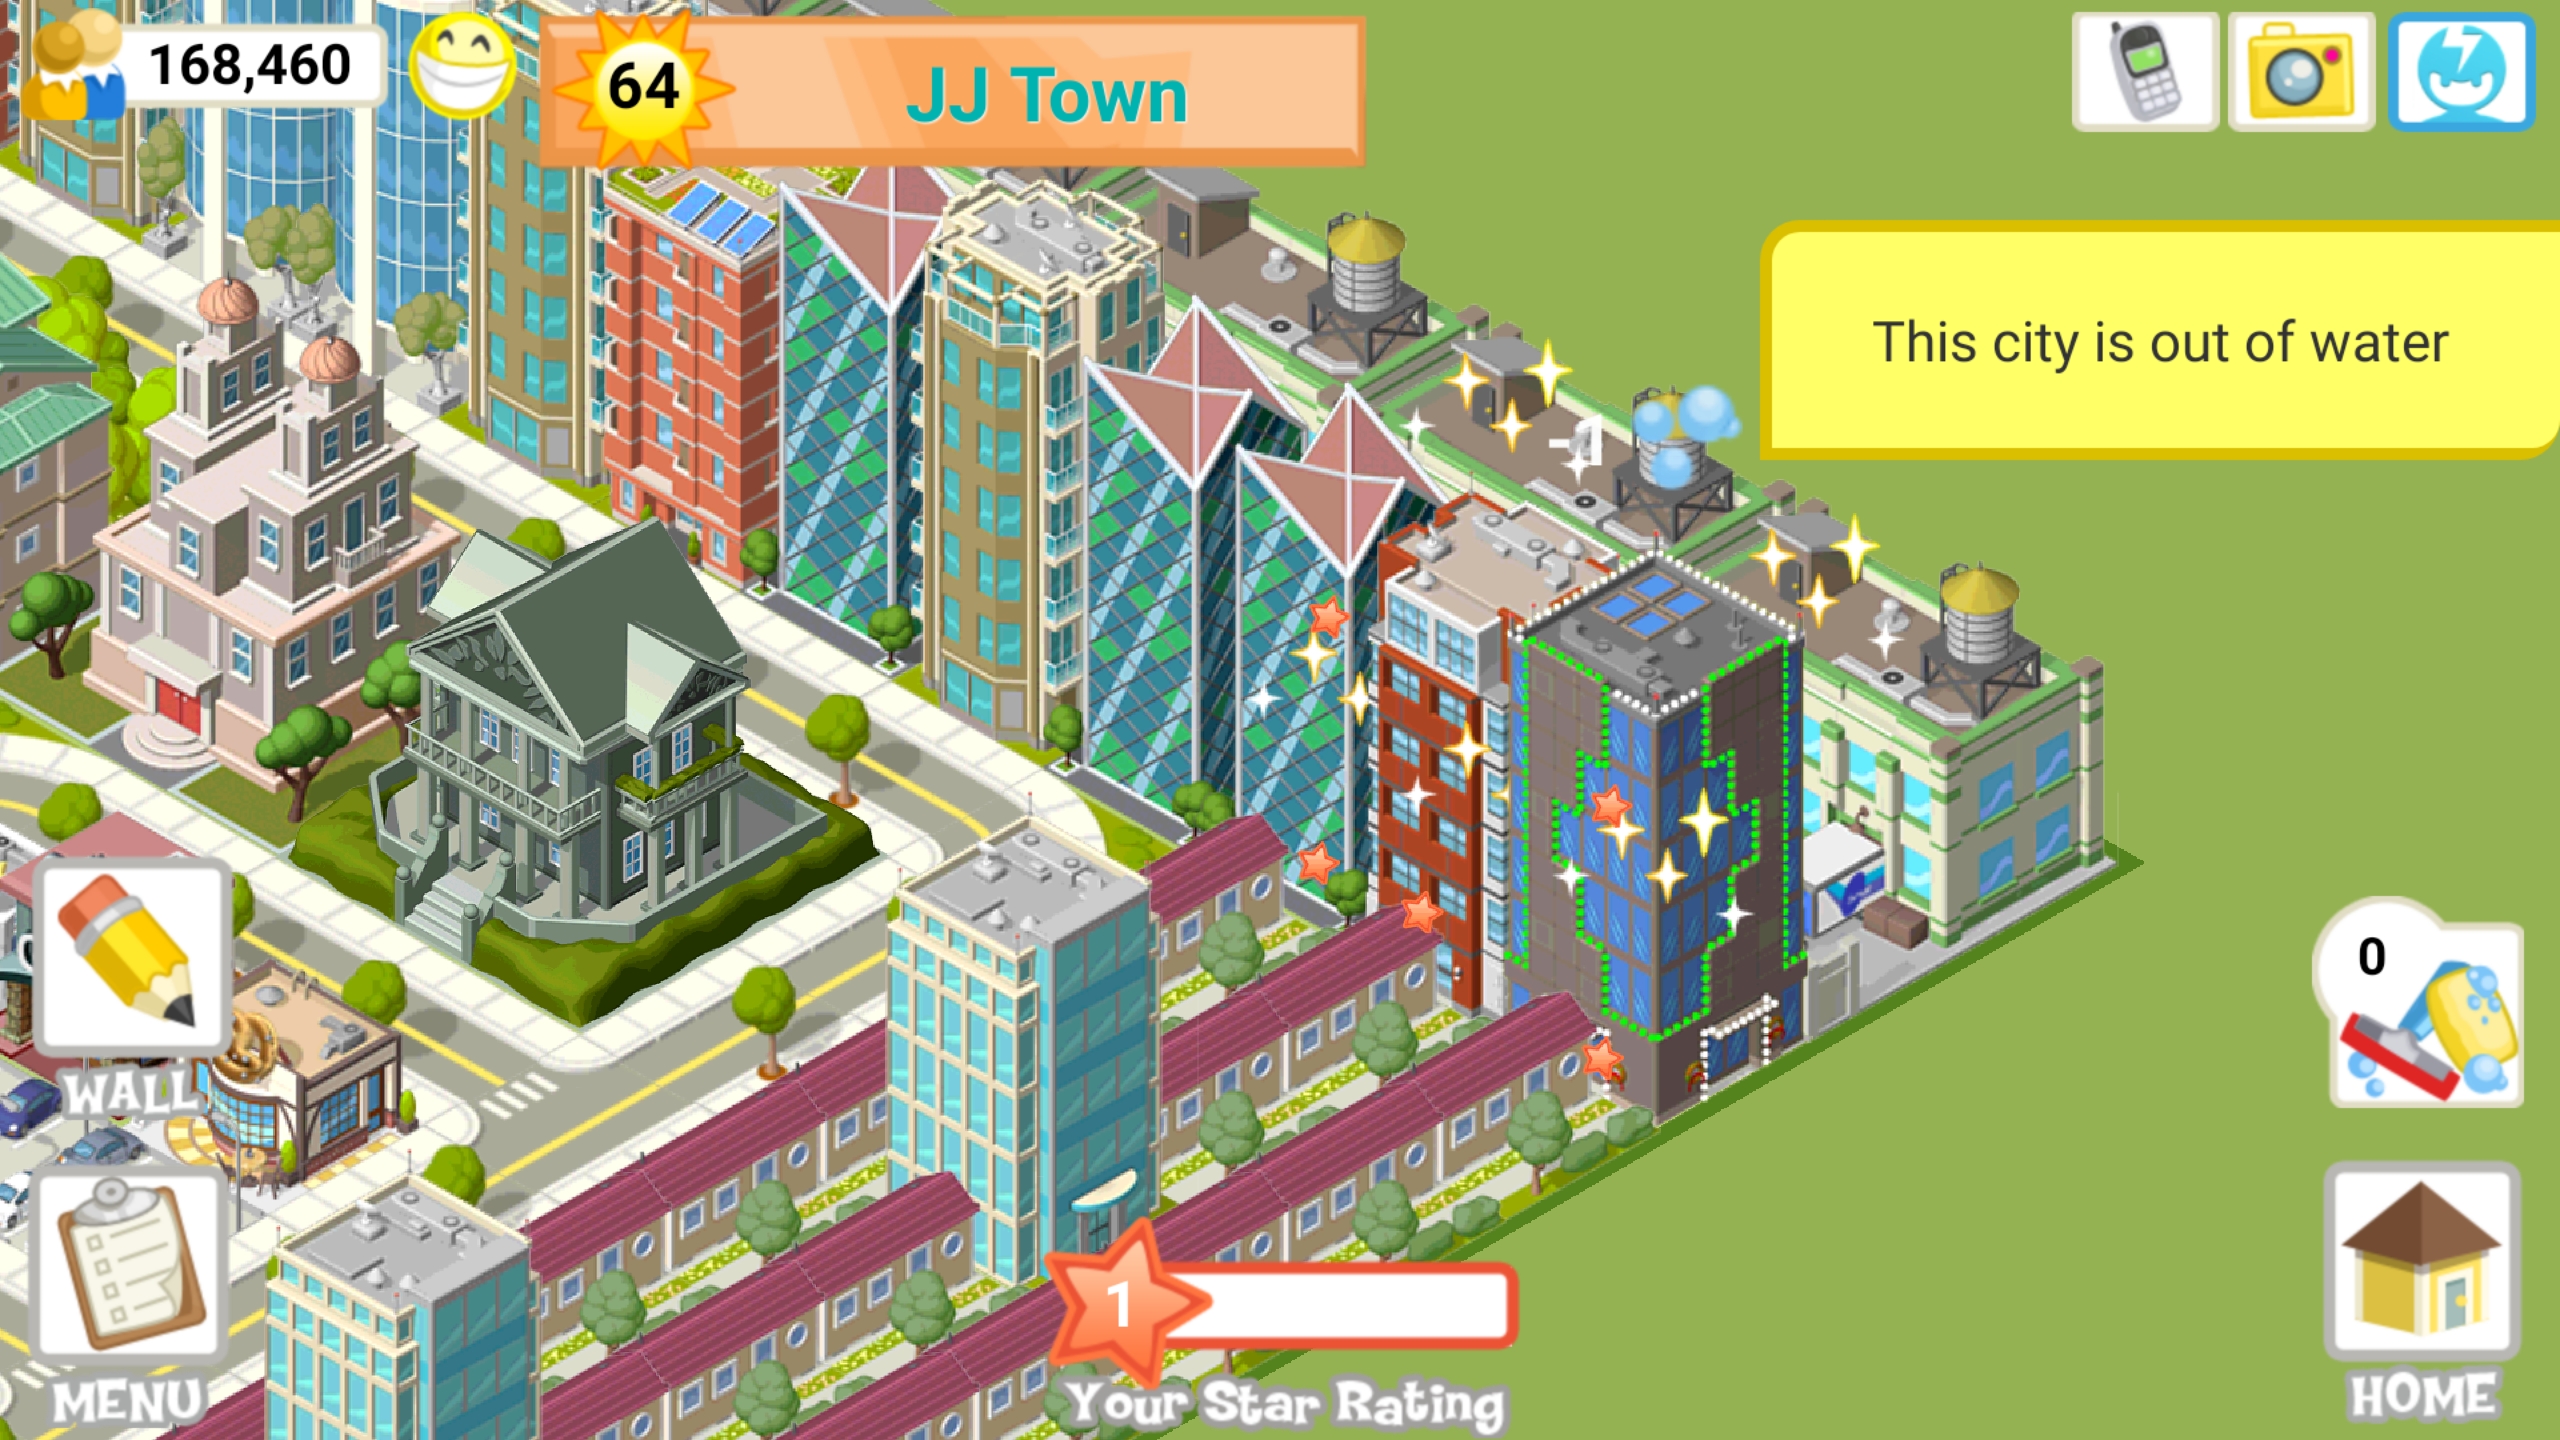 168,460
64
JJ Town
This city is out of water
-1
0
WALL
MENU
1
Your Star Rating
HOME